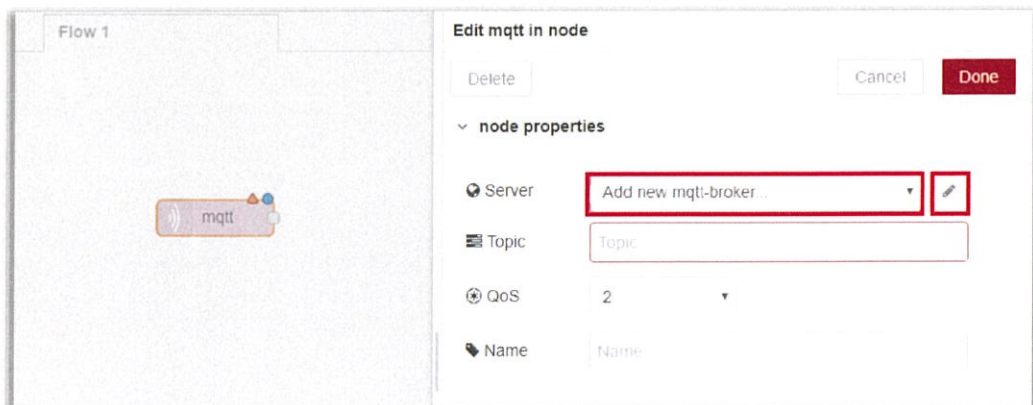 Flow 1
Edit mqtt in node
Delete
Cancel
Done
node properties
Server
Add new mqtt-broker...
mqtt
Topic
Topic
QoS
2
Name
Name